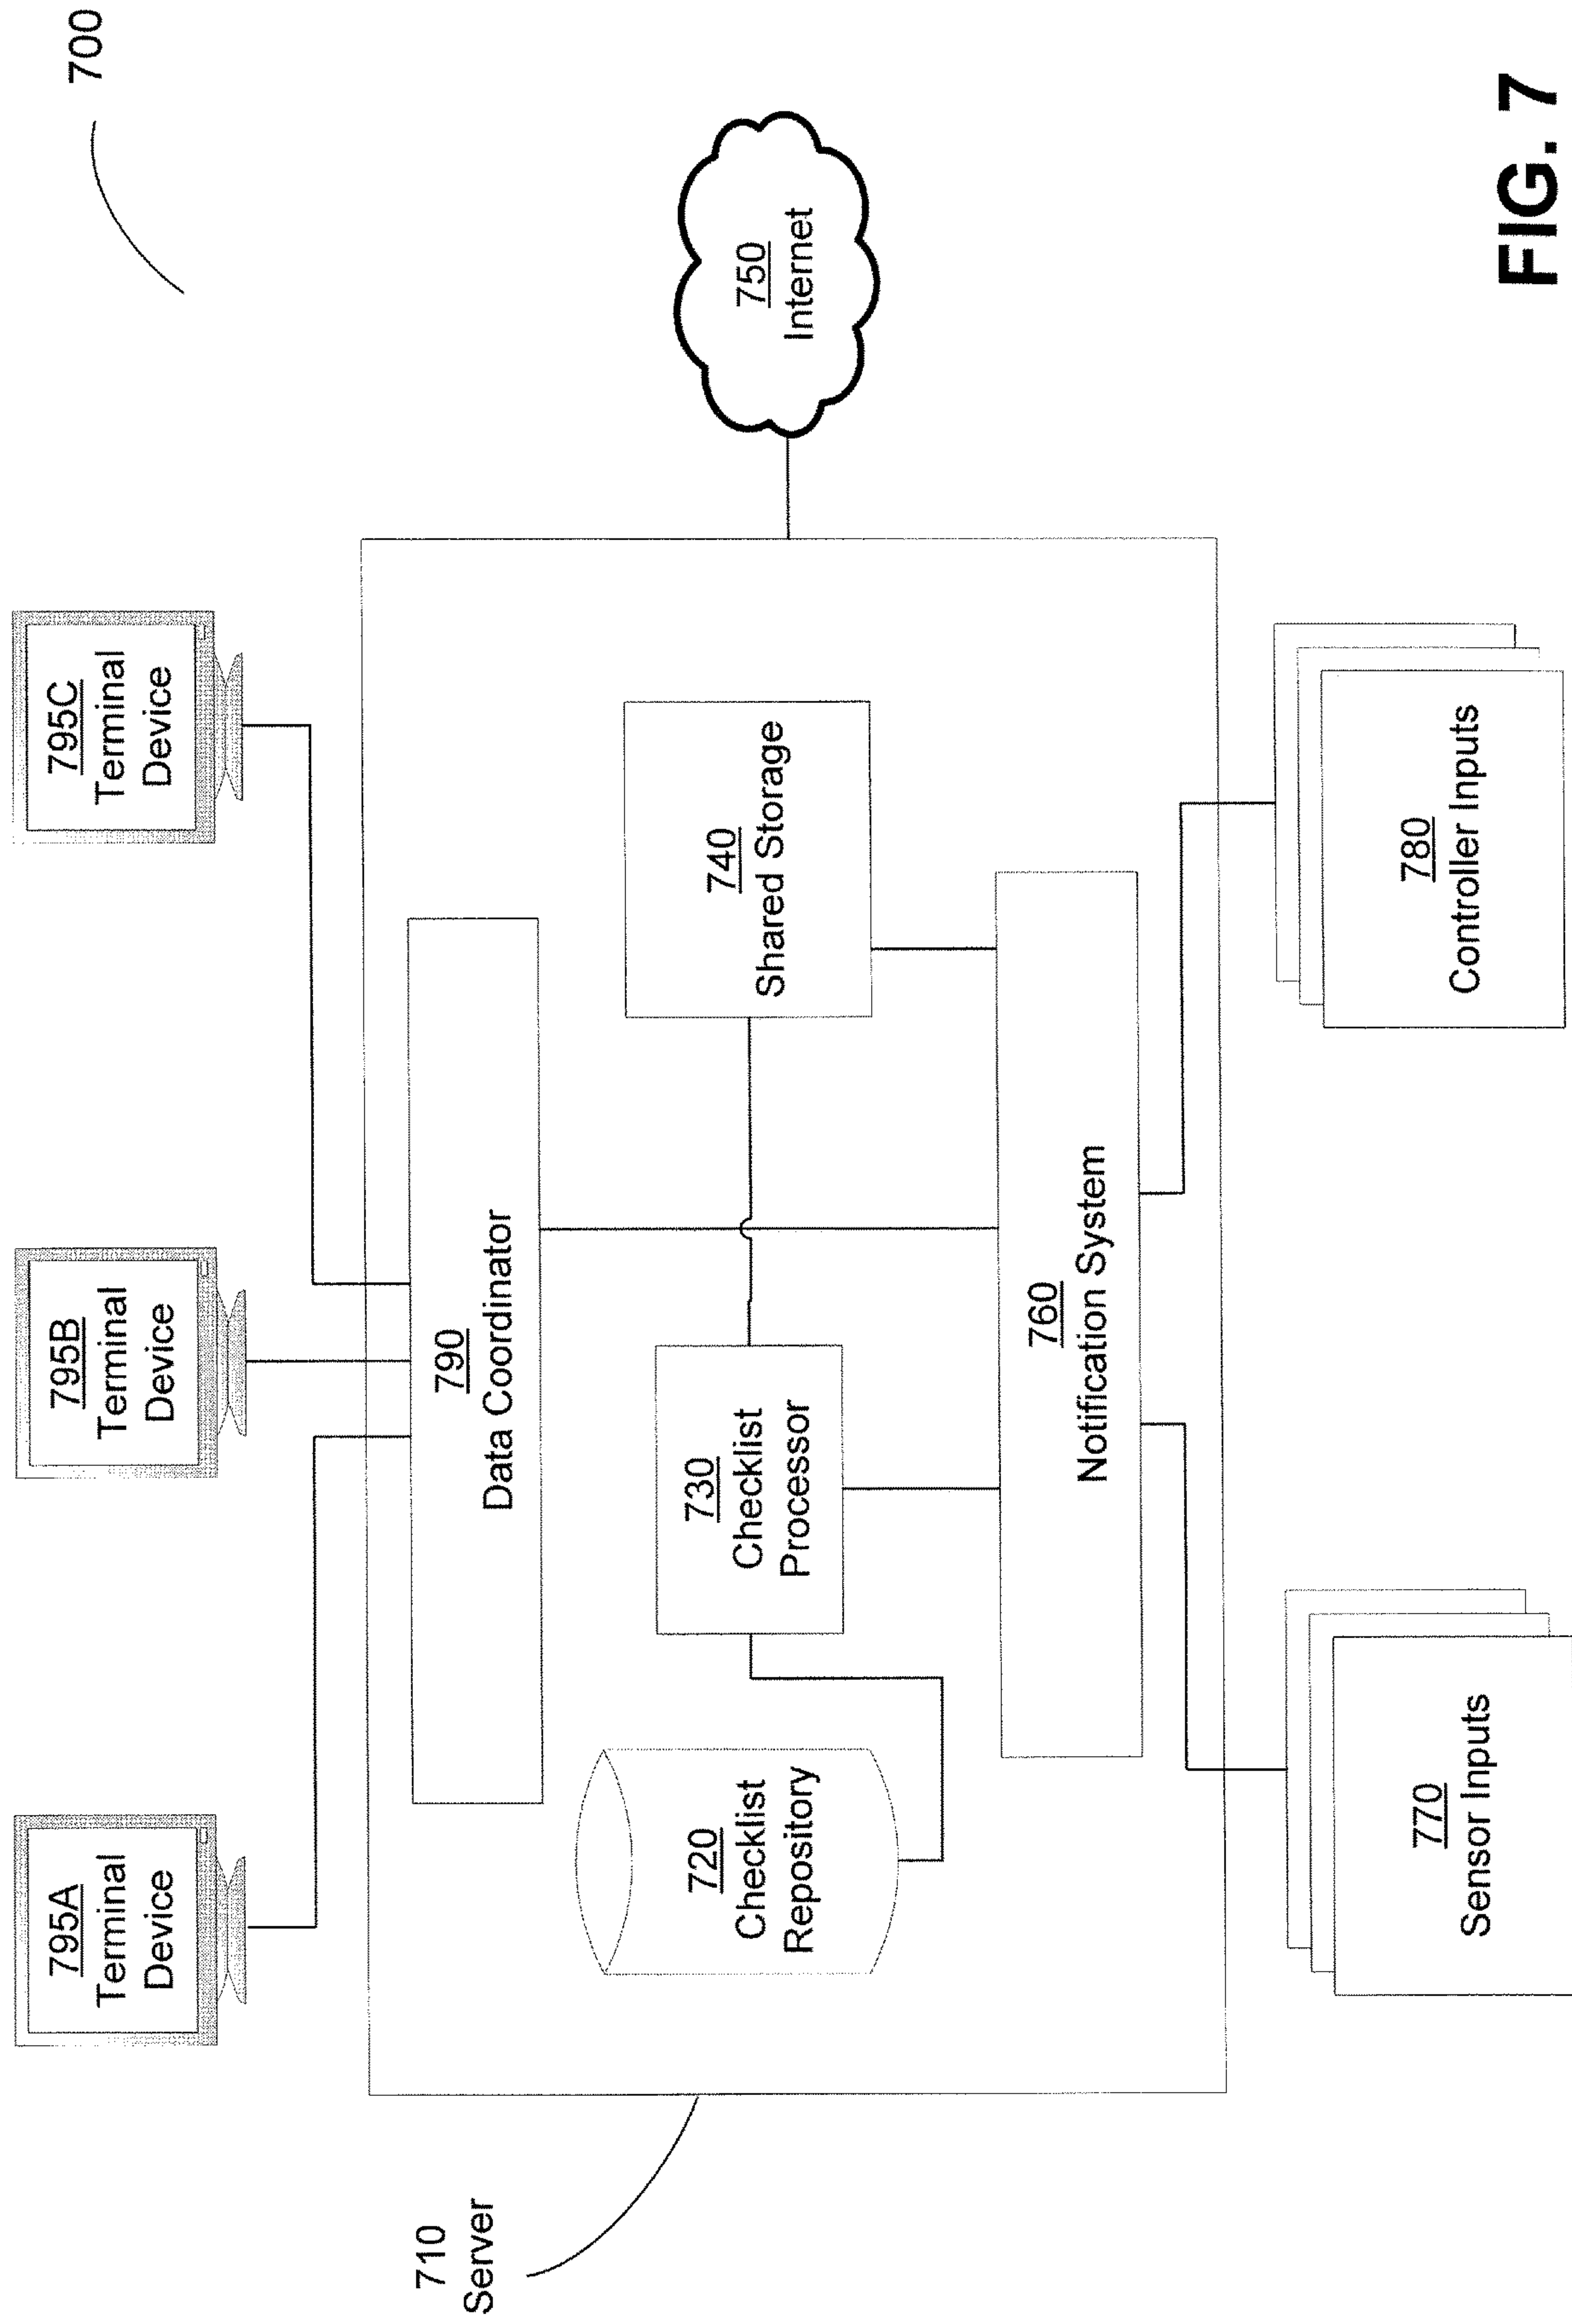 700
795A
Terminal
Device
795B
Terminal
Device
795C
Terminal
Device
710
Server
790
Data Coordinator
720
Checklist
Repository
730
Checklist
Processor
740
Shared Storage
750
Internet
760
Notification System
770
Sensor Inputs
780
Controller Inputs
FIG. 7